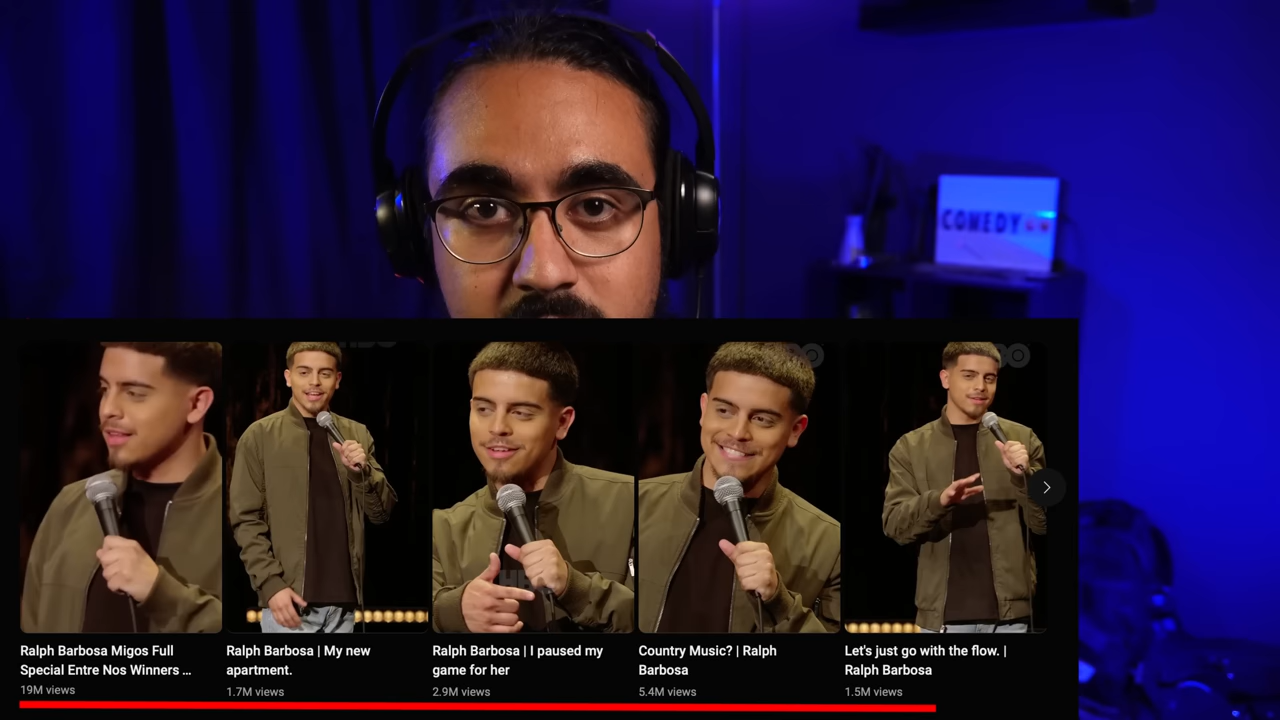 COMEDY
Ralph Barbosa Migos Full
Special Entre Nos Winners ...
19M views
Ralph Barbosa | My new
apartment.
1.7M views
Ralph Barbosa | I paused my
game for her
2.9M views
Country Music? | Ralph
Barbosa
5.4M views
Let's just go with the flow. |
Ralph Barbosa
1.5M views